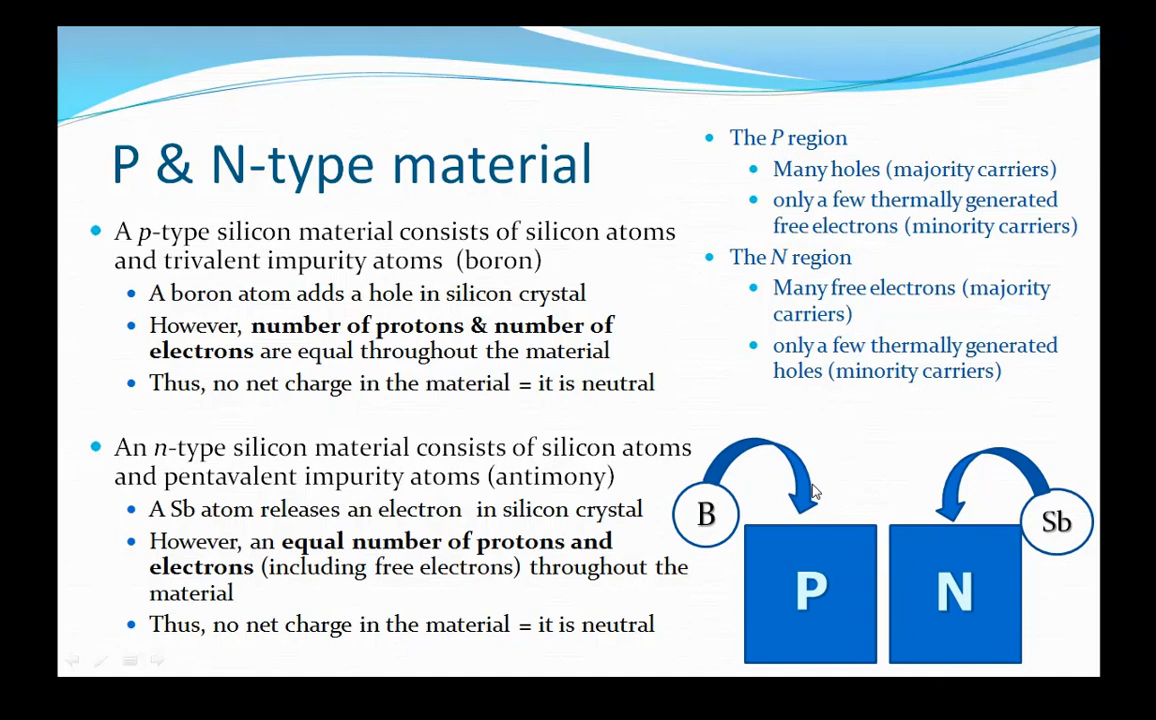 P & N-type material
A p-type silicon material consists of silicon atoms
and trivalent impurity atoms (boron)
A boron atom adds a hole in silicon crystal
However, number of protons & number of
electrons are equal throughout the material
Thus, no net charge in the material = it is neutral
An n-type silicon material consists of silicon atoms
and pentavalent impurity atoms (antimony)
A Sb atom releases an electron in silicon crystal
However, an equal number of protons and
electrons (including free electrons) throughout the
material
Thus, no net charge in the material = it is neutral
The P region
Many holes (majority carriers)
only a few thermally generated
free electrons (minority carriers)
The N region
Many free electrons (majority
carriers)
only a few thermally generated
holes (minority carriers)
B
Sb
P
N